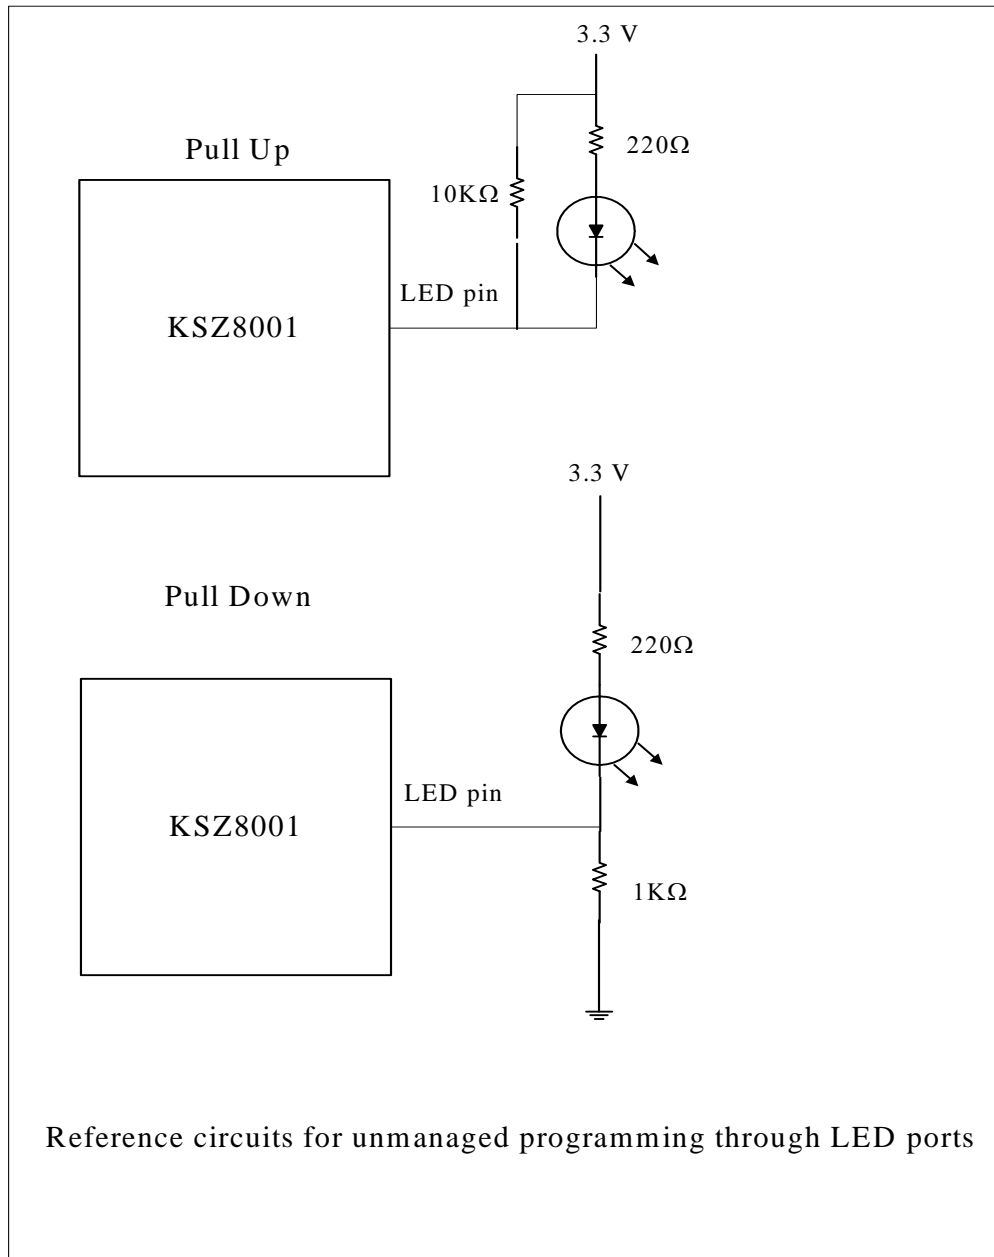 3.3 V
Pull Up
220Ω
10KΩ
LED pin
KSZ8001
3.3 V
Pull Down
220Ω
LED pin
KSZ8001
1KΩ
Reference circuits for unmanaged programming through LED ports